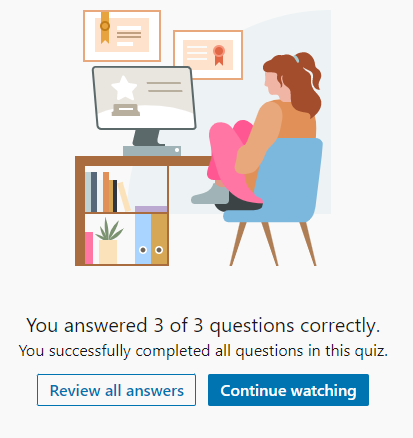 You answered 3 of 3 questions correctly.
You successfully completed all questions in this quiz.
Review all answers
Continue watching